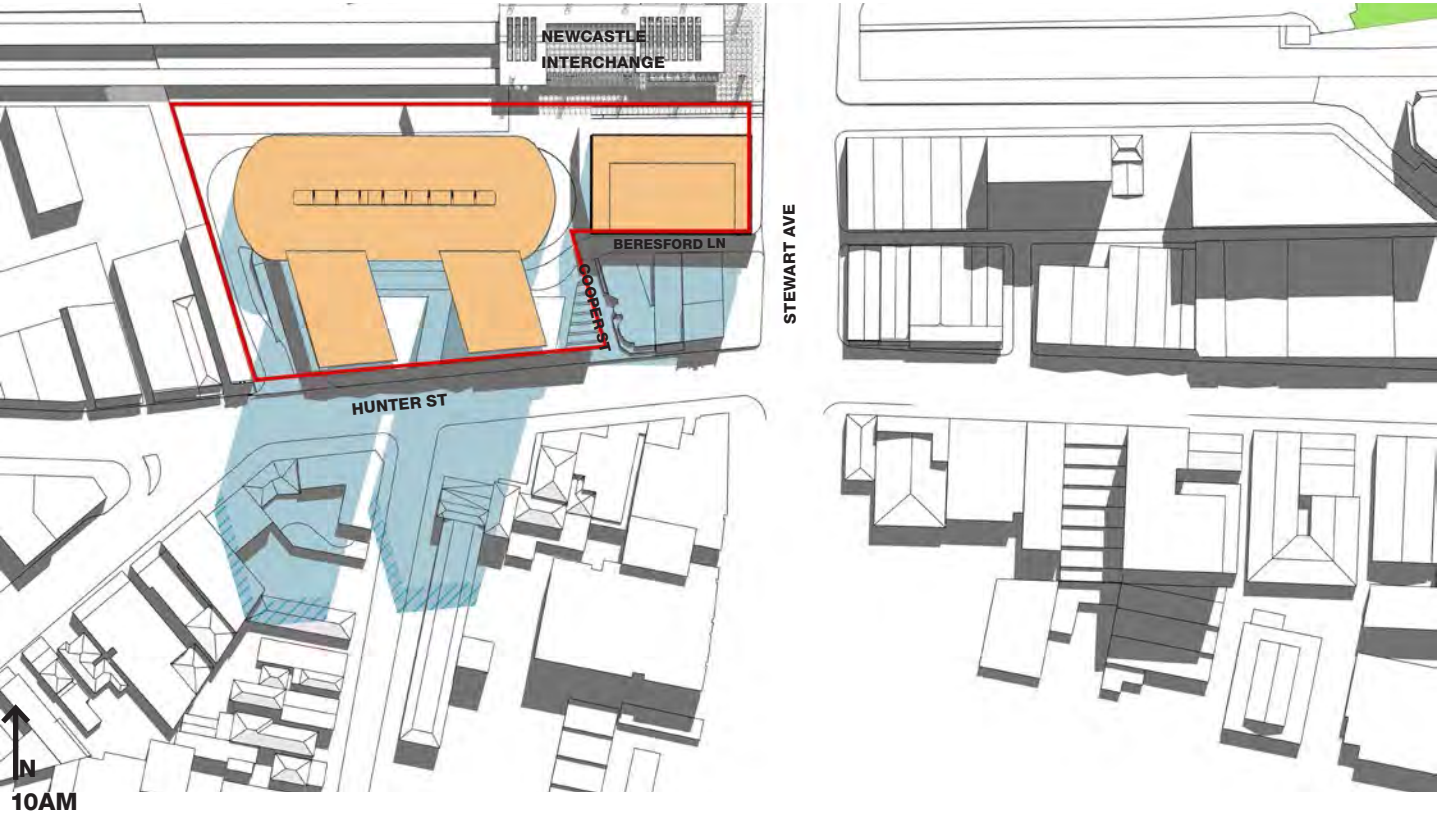 NEWCASTLE
INTERCHANGE
STEWART AVE
BERESFORD LN
COOPER ST
HUNTER ST
N
10AM